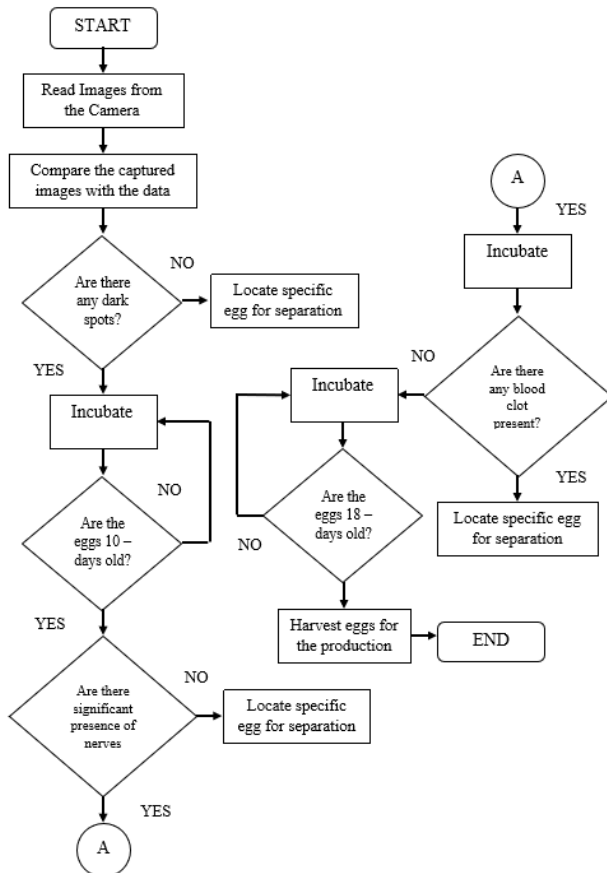 START
Read Images from
the Camera
Compare the captured
images with the data
Are there
any dark
spots?
NO
Locate specific
egg for separation
YES
Incubate
NO
Are the
eggs 10 –
days old?
YES
Are there
significant
presence of
nerves
NO
Locate specific
egg for separation
YES
A
A
YES
Incubate
Are there
any blood
clot
present?
NO
YES
Locate specific egg
for separation
Incubate
Are the
eggs 18 –
days old?
NO
Harvest eggs for
the production
END